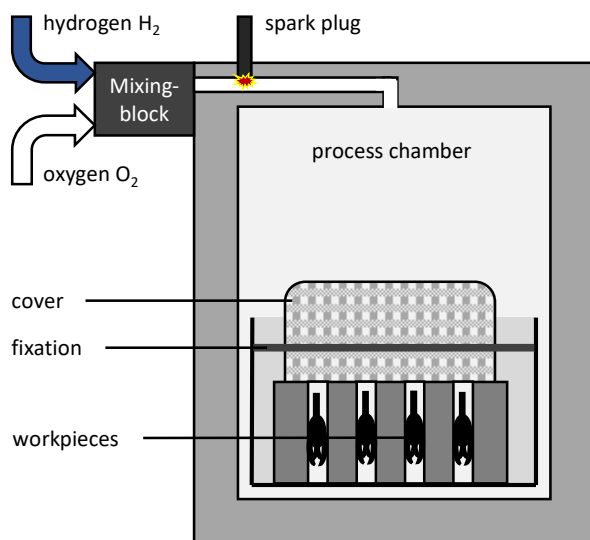 hydrogen H₂
spark plug
Mixing-
block
oxygen O₂
process chamber
cover
fixation
workpieces